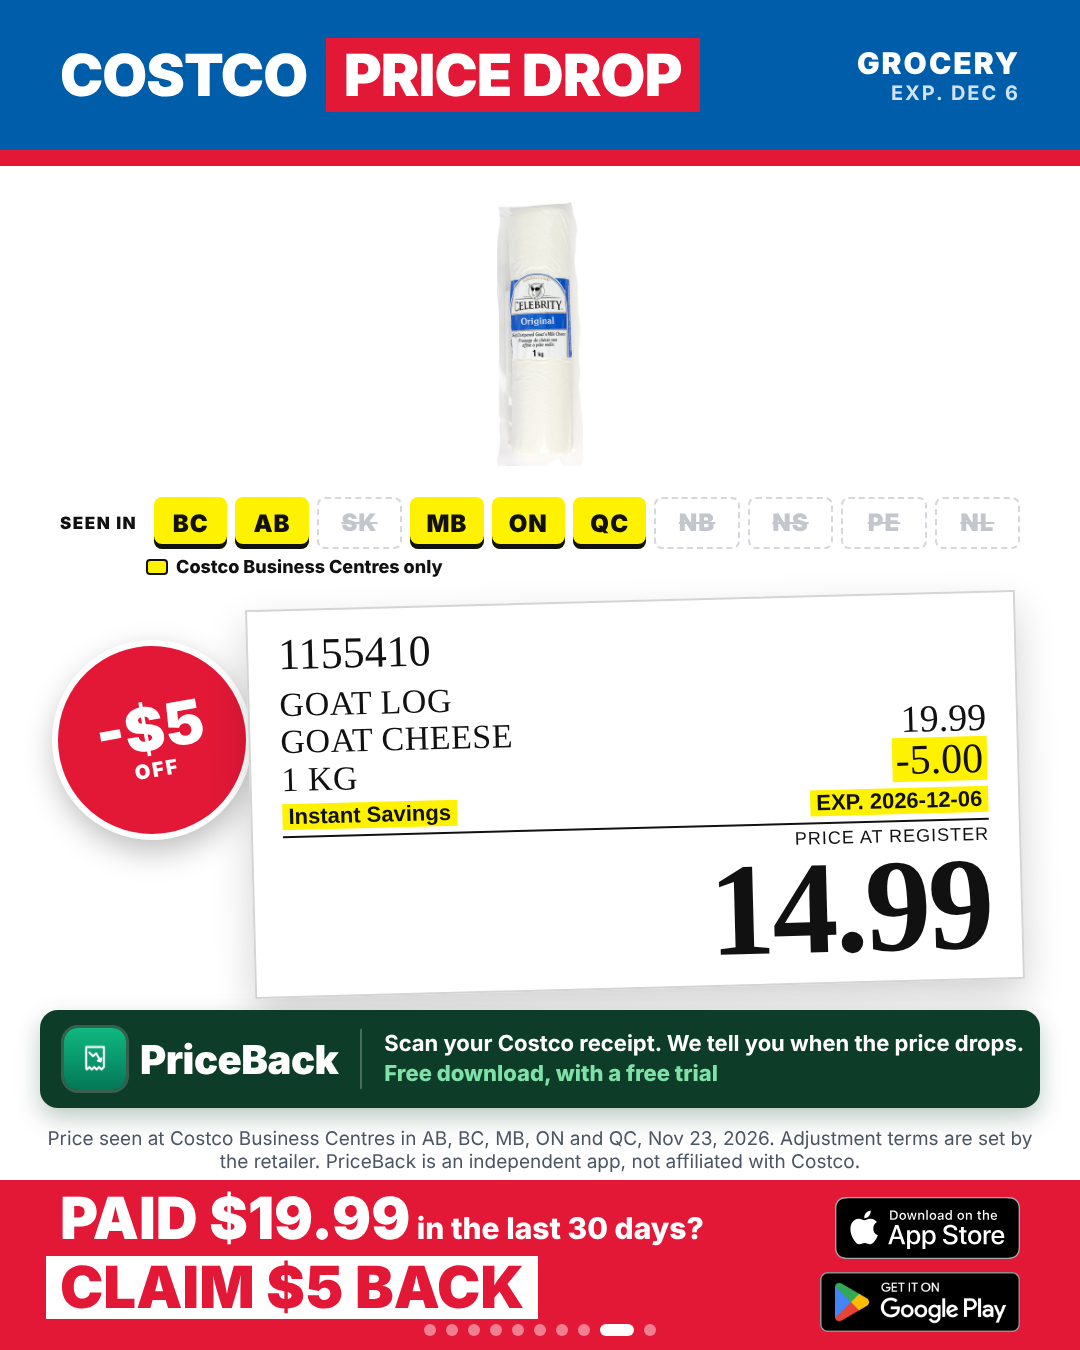 COSTCO PRICE DROP
GROCERY
EXP. DEC 6
CELEBRITY
Original
1 kg
SEEN IN BC AB SK MB ON QC NB NS PE NL
Costco Business Centres only
-$5
OFF
1155410
GOAT LOG
GOAT CHEESE
1 KG
Instant Savings
19.99
-5.00
EXP. 2026-12-06
PRICE AT REGISTER
14.99
PriceBack
Scan your Costco receipt. We tell you when the price drops.
Free download, with a free trial
Price seen at Costco Business Centres in AB, BC, MB, ON and QC, Nov 23, 2026. Adjustment terms are set by
the retailer. PriceBack is an independent app, not affiliated with Costco.
PAID $19.99 in the last 30 days?
CLAIM $5 BACK
Download on the
App Store
GET IT ON
Google Play